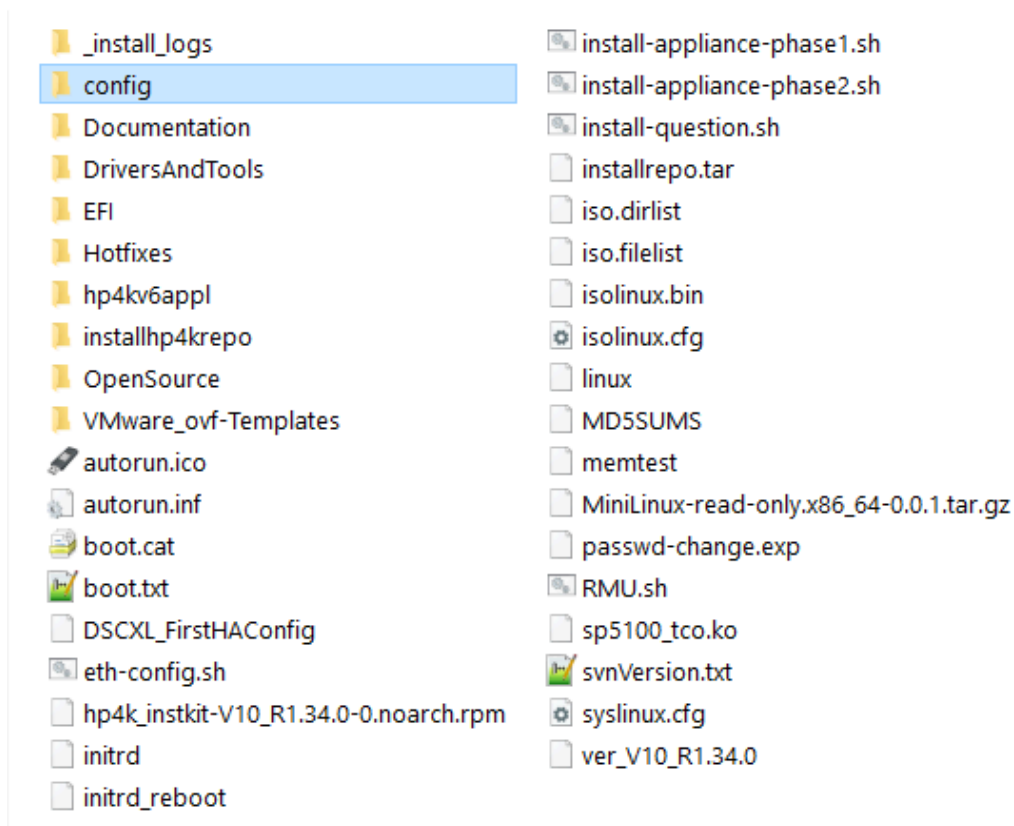 _install_logs
config
Documentation
DriversAndTools
EFI
Hotfixes
hp4kv6appl
installhp4krepo
OpenSource
VMware_ovf-Templates
autorun.ico
autorun.inf
boot.cat
boot.txt
DSCXL_FirstHAConfig
eth-config.sh
hp4k_instkit-V10_R1.34.0-0.noarch.rpm
initrd
initrd_reboot
install-appliance-phase1.sh
install-appliance-phase2.sh
install-question.sh
installrepo.tar
iso.dirlist
iso.filelist
isolinux.bin
isolinux.cfg
linux
MD5SUMS
memtest
MiniLinux-read-only.x86_64-0.0.1.tar.gz
passwd-change.exp
RMU.sh
sp5100_tco.ko
svnVersion.txt
syslinux.cfg
ver_V10_R1.34.0